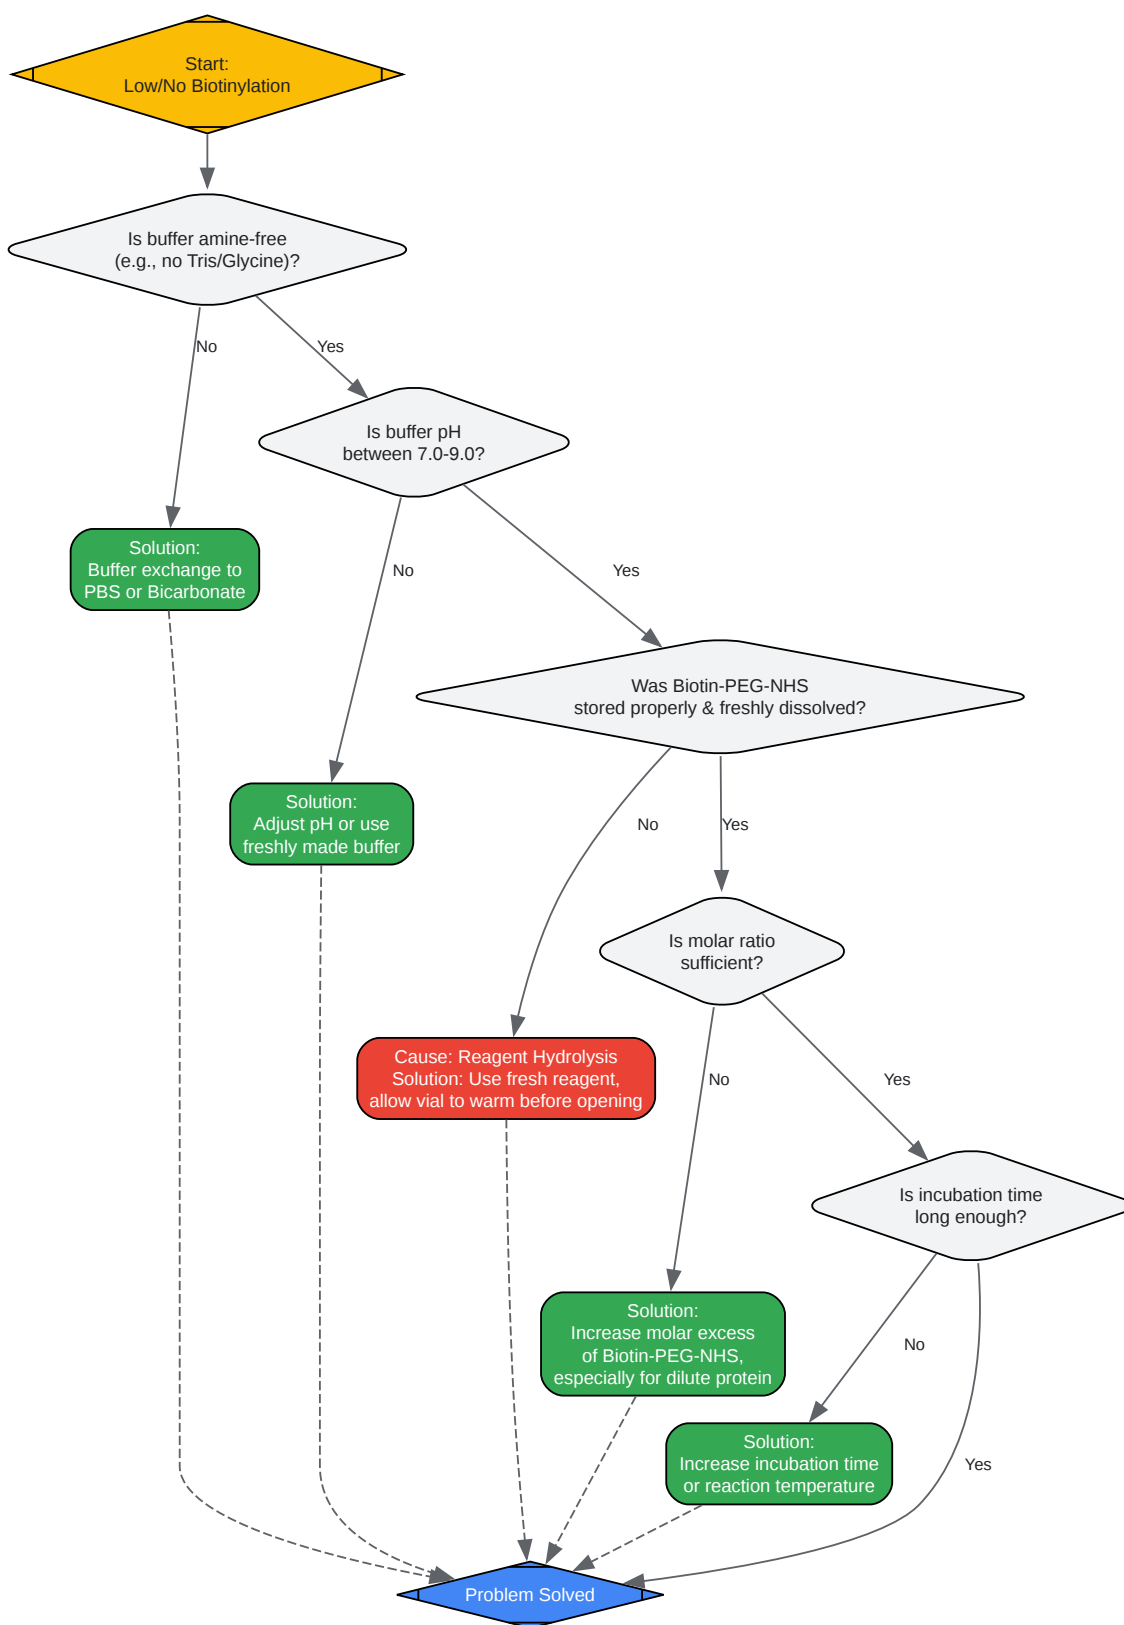 Start:
Low/No Biotinylation
Is buffer amine-free
(e.g., no Tris/Glycine)?
No
Yes
Is buffer pH
between 7.0-9.0?
Solution:
Buffer exchange to
PBS or Bicarbonate
No
Yes
Was Biotin-PEG-NHS
stored properly & freshly dissolved?
Solution:
Adjust pH or use
freshly made buffer
No
Yes
Is molar ratio
sufficient?
Cause: Reagent Hydrolysis
Solution: Use fresh reagent,
allow vial to warm before opening
No
Yes
Is incubation time
long enough?
Solution:
Increase molar excess
of Biotin-PEG-NHS,
especially for dilute protein
No
Solution:
Increase incubation time
or reaction temperature
Yes
Problem Solved